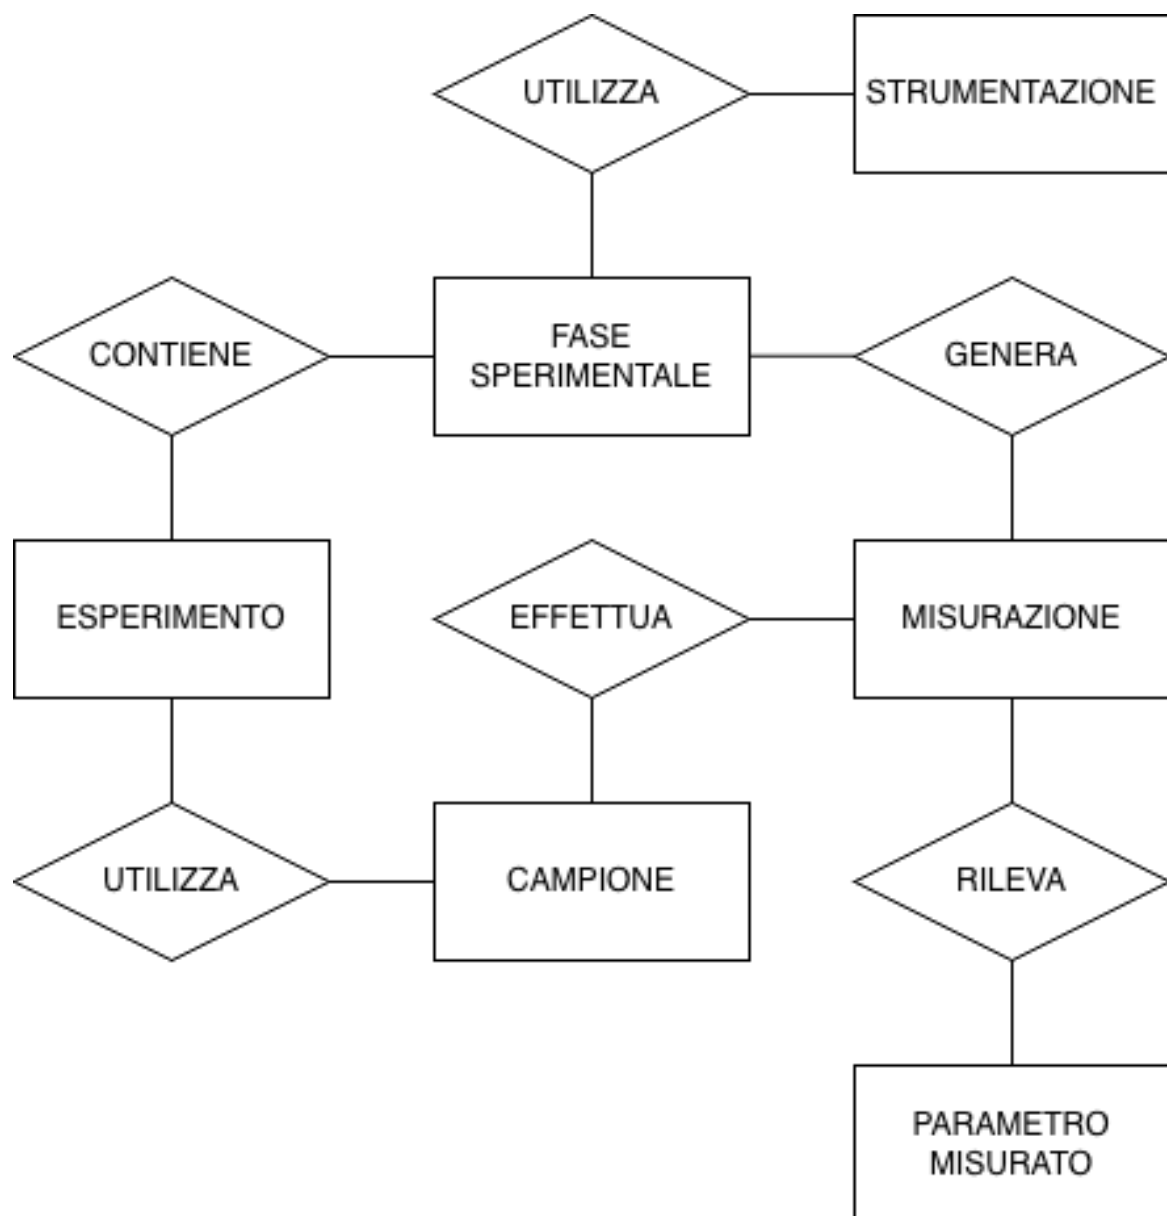 UTILIZZA
STRUMENTAZIONE
CONTIENE
FASE
SPERIMENTALE
GENERA
ESPERIMENTO
EFFETTUA
MISURAZIONE
UTILIZZA
CAMPIONE
RILEVA
PARAMETRO
MISURATO